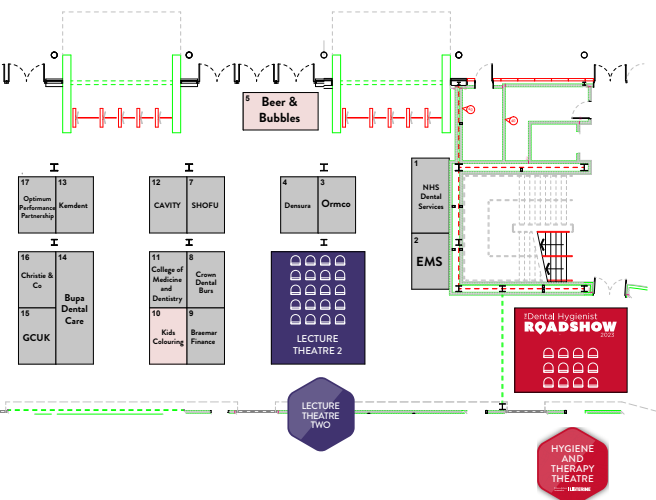 5
Beer &
Bubbles
17
Optimum
Performance
Partnership
13
Kemdent
12
CAVITY
7
SHOFU
4
Densura
3
Ormco
1
NHS
Dental
Services
2
EMS
16
Christie &
Co
15
GCUK
14
Bupa
Dental
Care
11
College of
Medicine
and
Dentistry
8
Crown
Dental
Burs
10
Kids
Colouring
9
Braemar
Finance
LECTURE
THEATRE 2
THE Dental Hygienist
ROADSHOW
2023
LECTURE
THEATRE
TWO
HYGIENE
AND
THERAPY
THEATRE